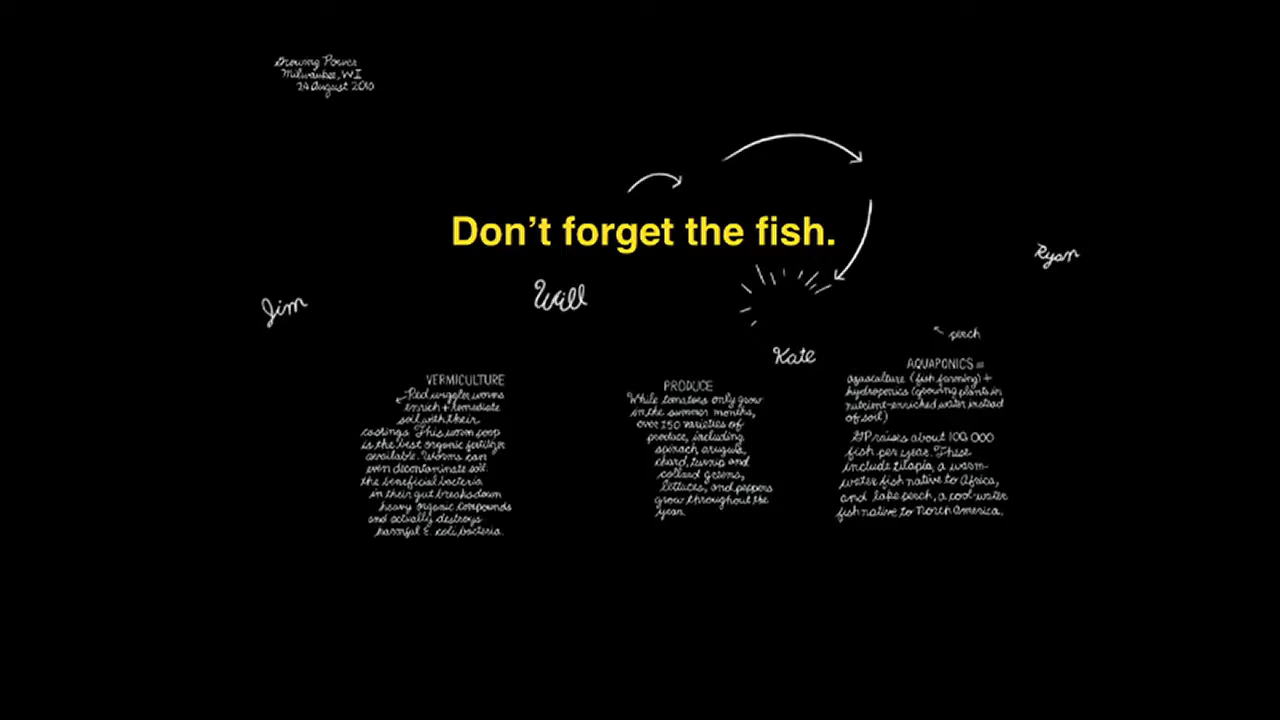 Growing Power
Milwaukee, WI
24 August 2010
Don't forget the fish.
Ryan
Will
Jim
perch
Kate
VERMICULTURE
Red wiggler worms
enrich + remediate
soil with their
castings. This worm poop
is the best organic fertilizer
available. Worms can
even decontaminate soil:
the beneficial bacteria
in their gut breaks down
heavy organic compounds
and actually destroys
harmful E. coli bacteria.
PRODUCE
While tomatoes only grow
in the summer months,
over 150 varieties of
produce, including
spinach arugula,
chard, turnip and
collard greens,
lettuces, and peppers
grow throughout the
year.
AQUAPONICS =
aquaculture (fish farming) +
hydroponics (growing plants in
nutrient-enriched water instead
of soil)
GP raises about 100,000
fish per year. These
include tilapia, a warm-
water fish native to Africa,
and lake perch, a cool-water
fish native to North America.